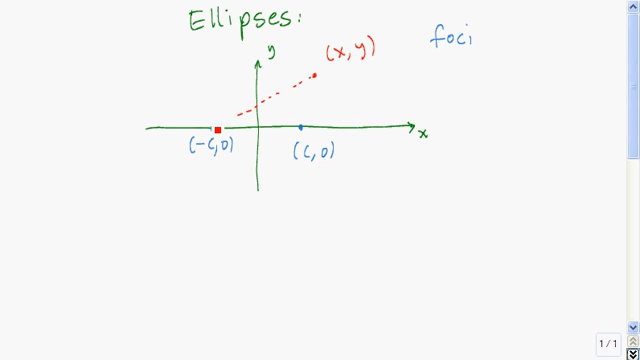 Ellipses:
foci
y
(x,y)
x
(-c,0)
(c,0)
1/1